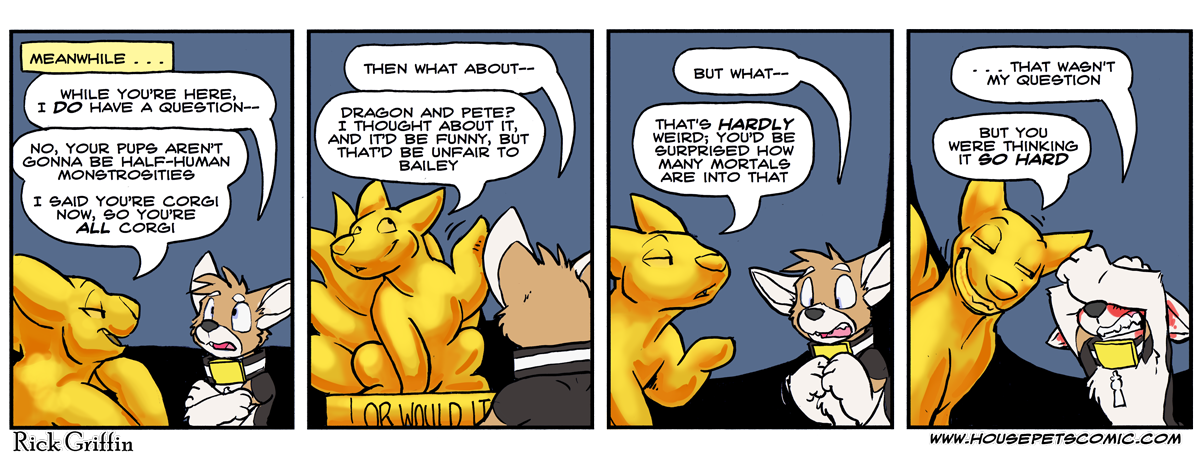 MEANWHILE . . .
WHILE YOU'RE HERE,
I DO HAVE A QUESTION--
NO, YOUR PUPS AREN'T
GONNA BE HALF-HUMAN
MONSTROSITIES
I SAID YOU'RE CORGI
NOW, SO YOU'RE
ALL CORGI
THEN WHAT ABOUT--
DRAGON AND PETE?
I THOUGHT ABOUT IT,
AND IT'D BE FUNNY, BUT
THAT'D BE UNFAIR TO
BAILEY
! OR WOULD IT
BUT WHAT--
THAT'S HARDLY
WEIRD; YOU'D BE
SURPRISED HOW
MANY MORTALS
ARE INTO THAT
. . . THAT WASN'T
MY QUESTION
BUT YOU
WERE THINKING
IT SO HARD
Rick Griffin
WWW.HOUSEPETSCOMIC.COM